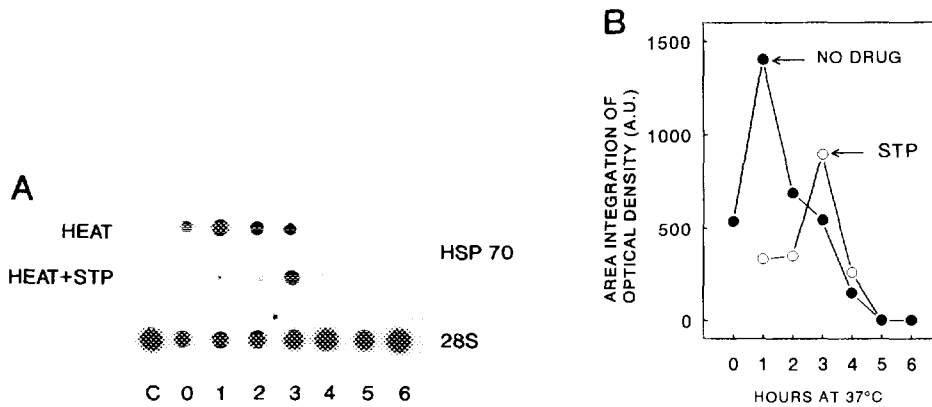 A
HEAT
HEAT+STP
HSP 70
28S
C 0 1 2 3 4 5 6
B
AREA INTEGRATION OF
OPTICAL DENSITY (A.U.)
1500
1000
500
0
NO DRUG
STP
0 1 2 3 4 5 6
HOURS AT 37°C